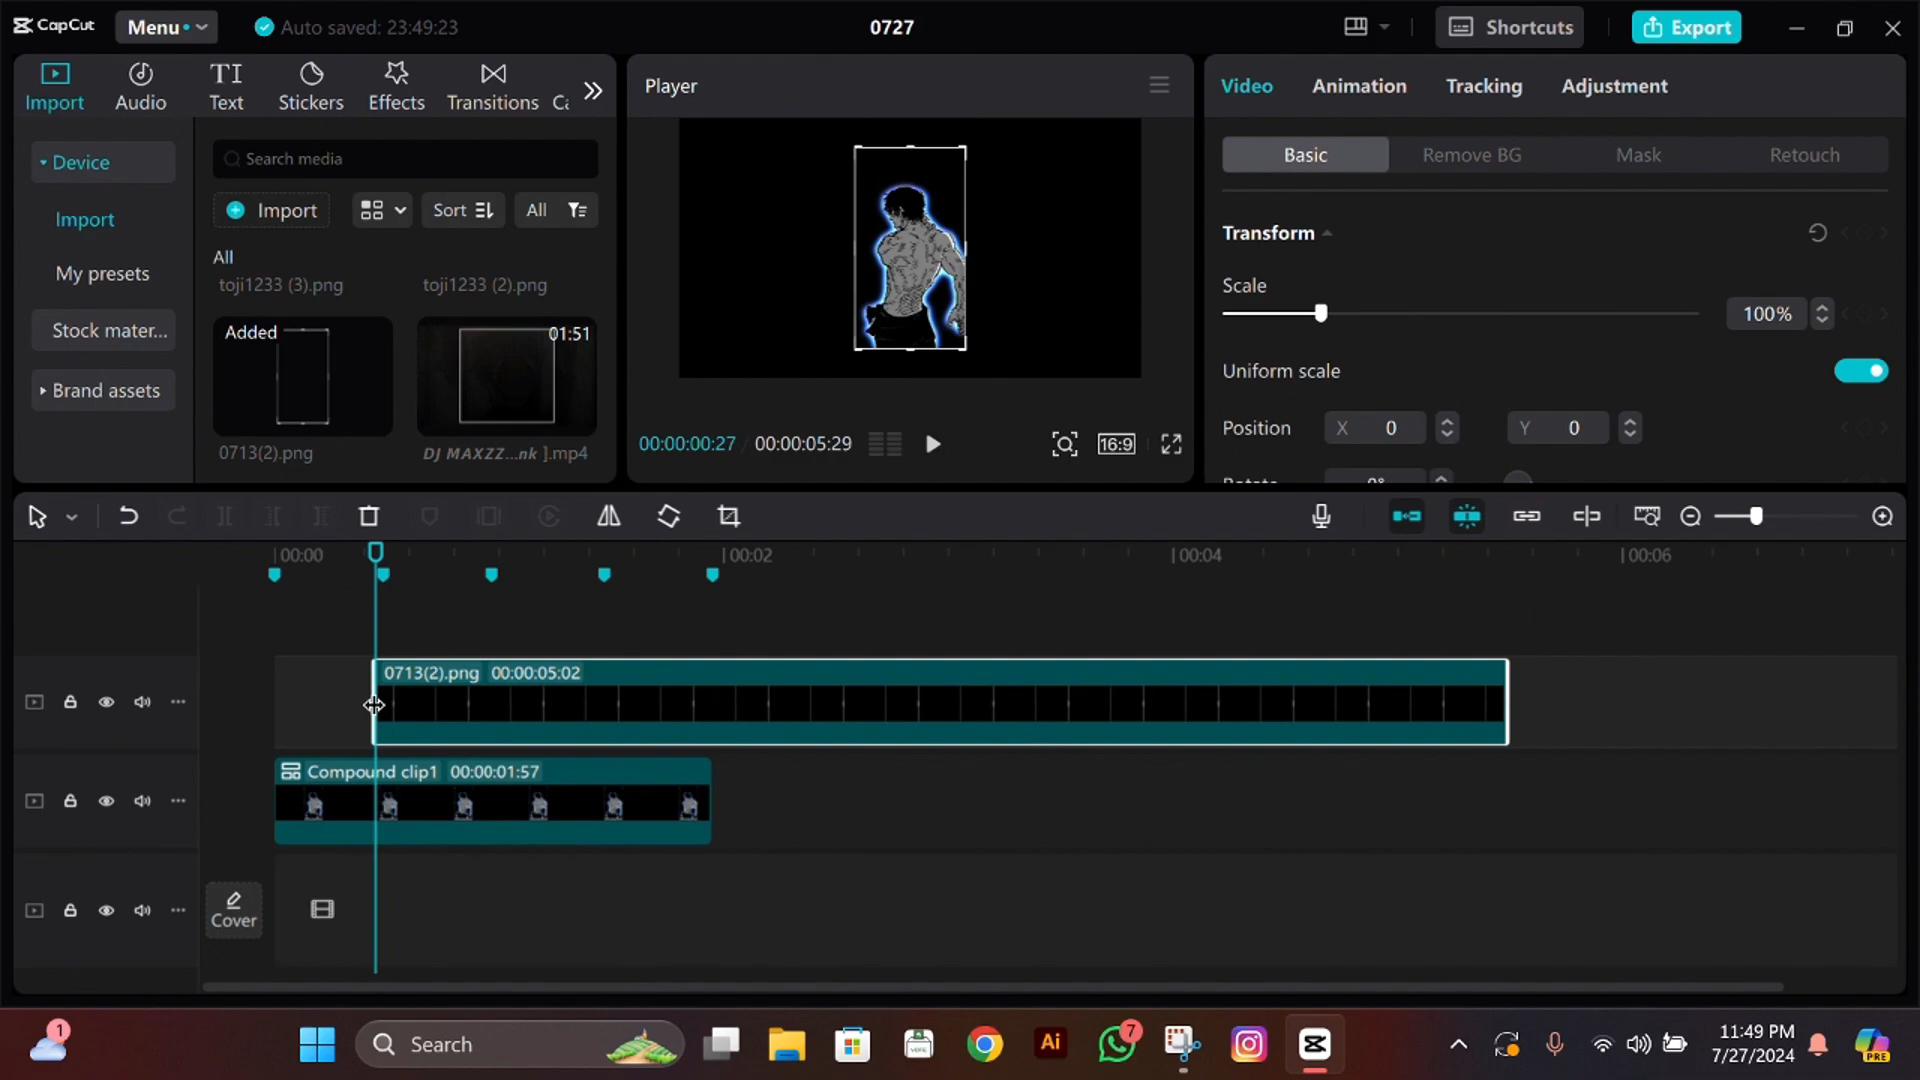 CapCut
Menu
Auto saved: 23:49:23
0727
Shortcuts
Export
Import
Audio
Text
Stickers
Effects
Transitions
Player
Video
Animation
Tracking
Adjustment
Device
Import
My presets
Stock mater...
Brand assets
Search media
Import
Sort
All
All
toji1233 (3).png
toji1233 (2).png
Added
01:51
0713(2).png
DJ MAXZZ...nk ].mp4
00:00:00:27 / 00:00:05:29
16:9
Basic
Remove BG
Mask
Retouch
Transform
Scale
100%
Uniform scale
Position
X 0
Y 0
00:00
00:02
00:04
00:06
0713(2).png 00:00:05:02
Compound clip1 00:00:01:57
Cover
1
Search
Ai
7
11:49 PM
7/27/2024
PRE